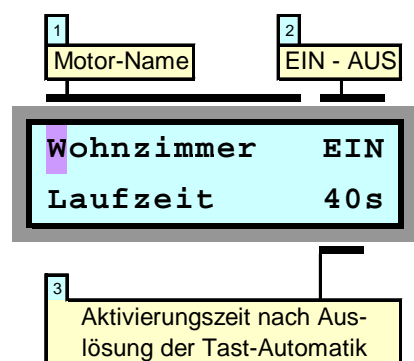 1
Motor-Name
2
EIN - AUS
Wohnzimmer EIN
Laufzeit 40s
3
Aktivierungszeit nach Aus-
lösung der Tast-Automatik